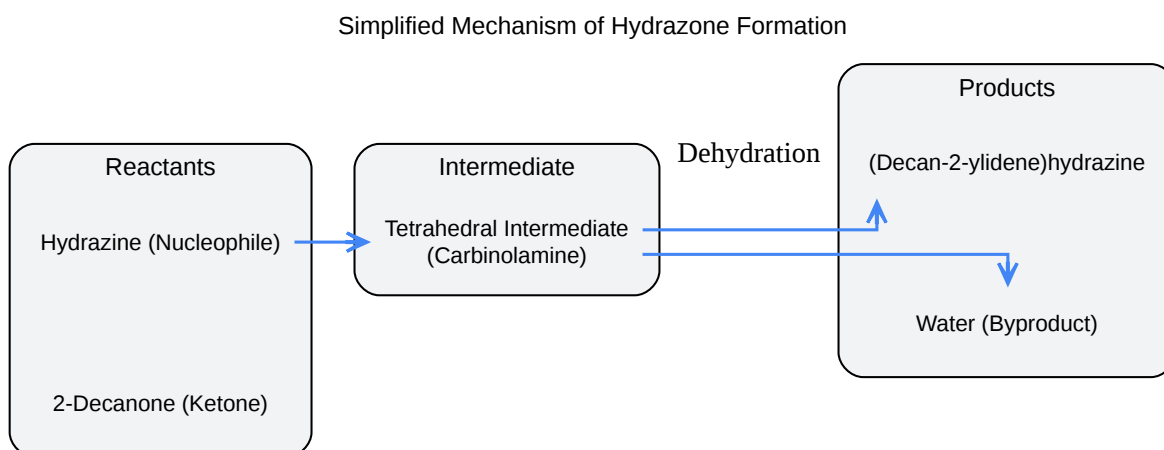 Simplified Mechanism of Hydrazone Formation
Reactants
Hydrazine (Nucleophile)
2-Decanone (Ketone)
Intermediate
Tetrahedral Intermediate
(Carbinolamine)
Dehydration
Products
(Decan-2-ylidene)hydrazine
Water (Byproduct)